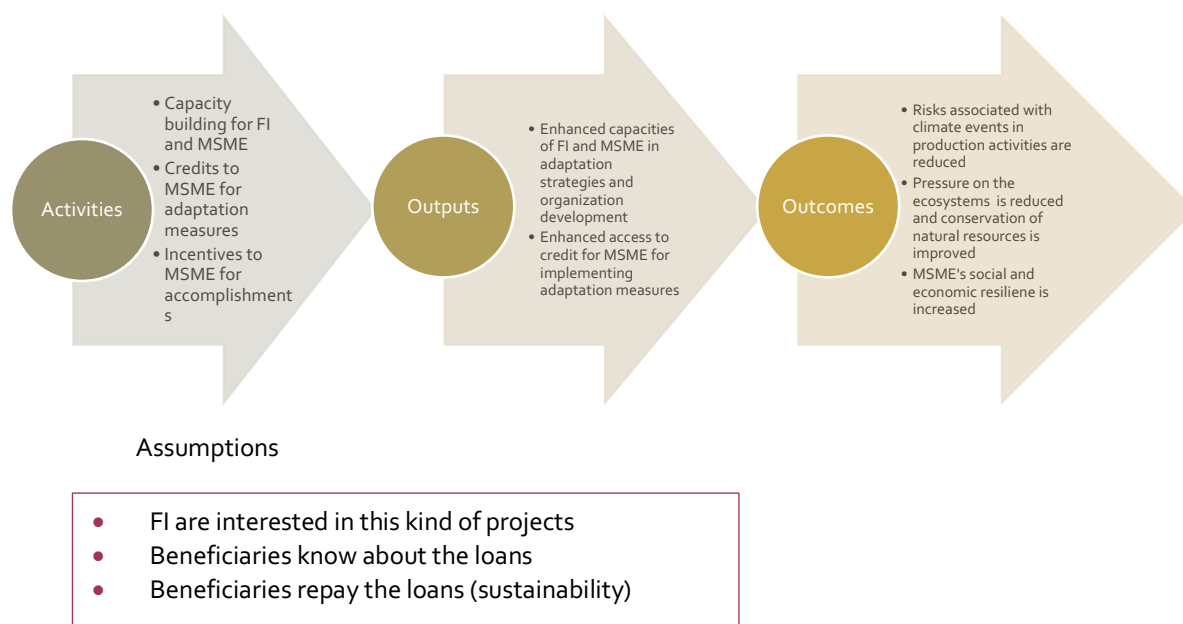 Activities
• Capacity
building for FI
and MSME
• Credits to
MSME for
adaptation
measures
• Incentives to
MSME for
accomplishment
s
Outputs
• Enhanced capacities
of FI and MSME in
adaptation
strategies and
organization
development
• Enhanced access to
credit for MSME for
implementing
adaptation measures
Outcomes
• Risks associated with
climate events in
production activities are
reduced
• Pressure on the
ecosystems is reduced
and conservation of
natural resources is
improved
• MSME's social and
economic resiliene is
increased
Assumptions
• FI are interested in this kind of projects
• Beneficiaries know about the loans
• Beneficiaries repay the loans (sustainability)